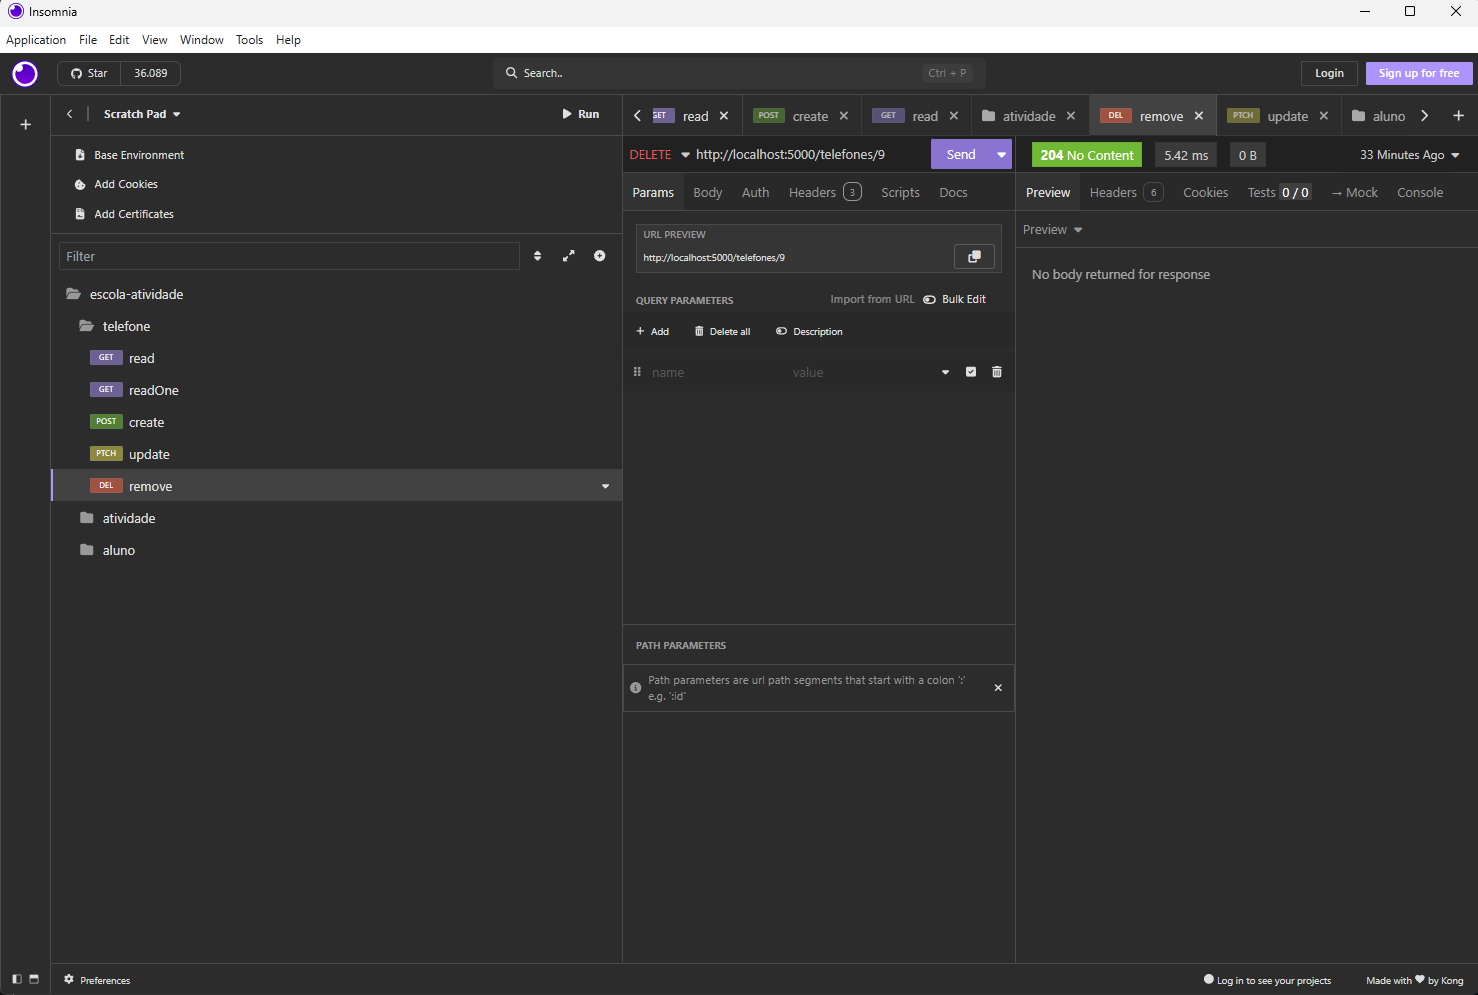 Insomnia
Application File Edit View Window Tools Help
Star 36.089
Search..
Ctrl + P
Login
Sign up for free
Scratch Pad
Run
Base Environment
Add Cookies
Add Certificates
Filter
escola-atividade
telefone
GET read
GET readOne
POST create
PTCH update
DEL remove
atividade
aluno
GET read
POST create
GET read
atividade
DEL remove
PTCH update
aluno
DELETE http://localhost:5000/telefones/9 Send
Params Body Auth Headers 3 Scripts Docs
URL PREVIEW
http://localhost:5000/telefones/9
QUERY PARAMETERS Import from URL Bulk Edit
Add Delete all Description
name value
PATH PARAMETERS
Path parameters are url path segments that start with a colon ':'
e.g. ':id'
204 No Content 5.42 ms 0 B 33 Minutes Ago
Preview Headers 6 Cookies Tests 0 / 0 → Mock Console
Preview
No body returned for response
Preferences
Log in to see your projects
Made with ♥ by Kong